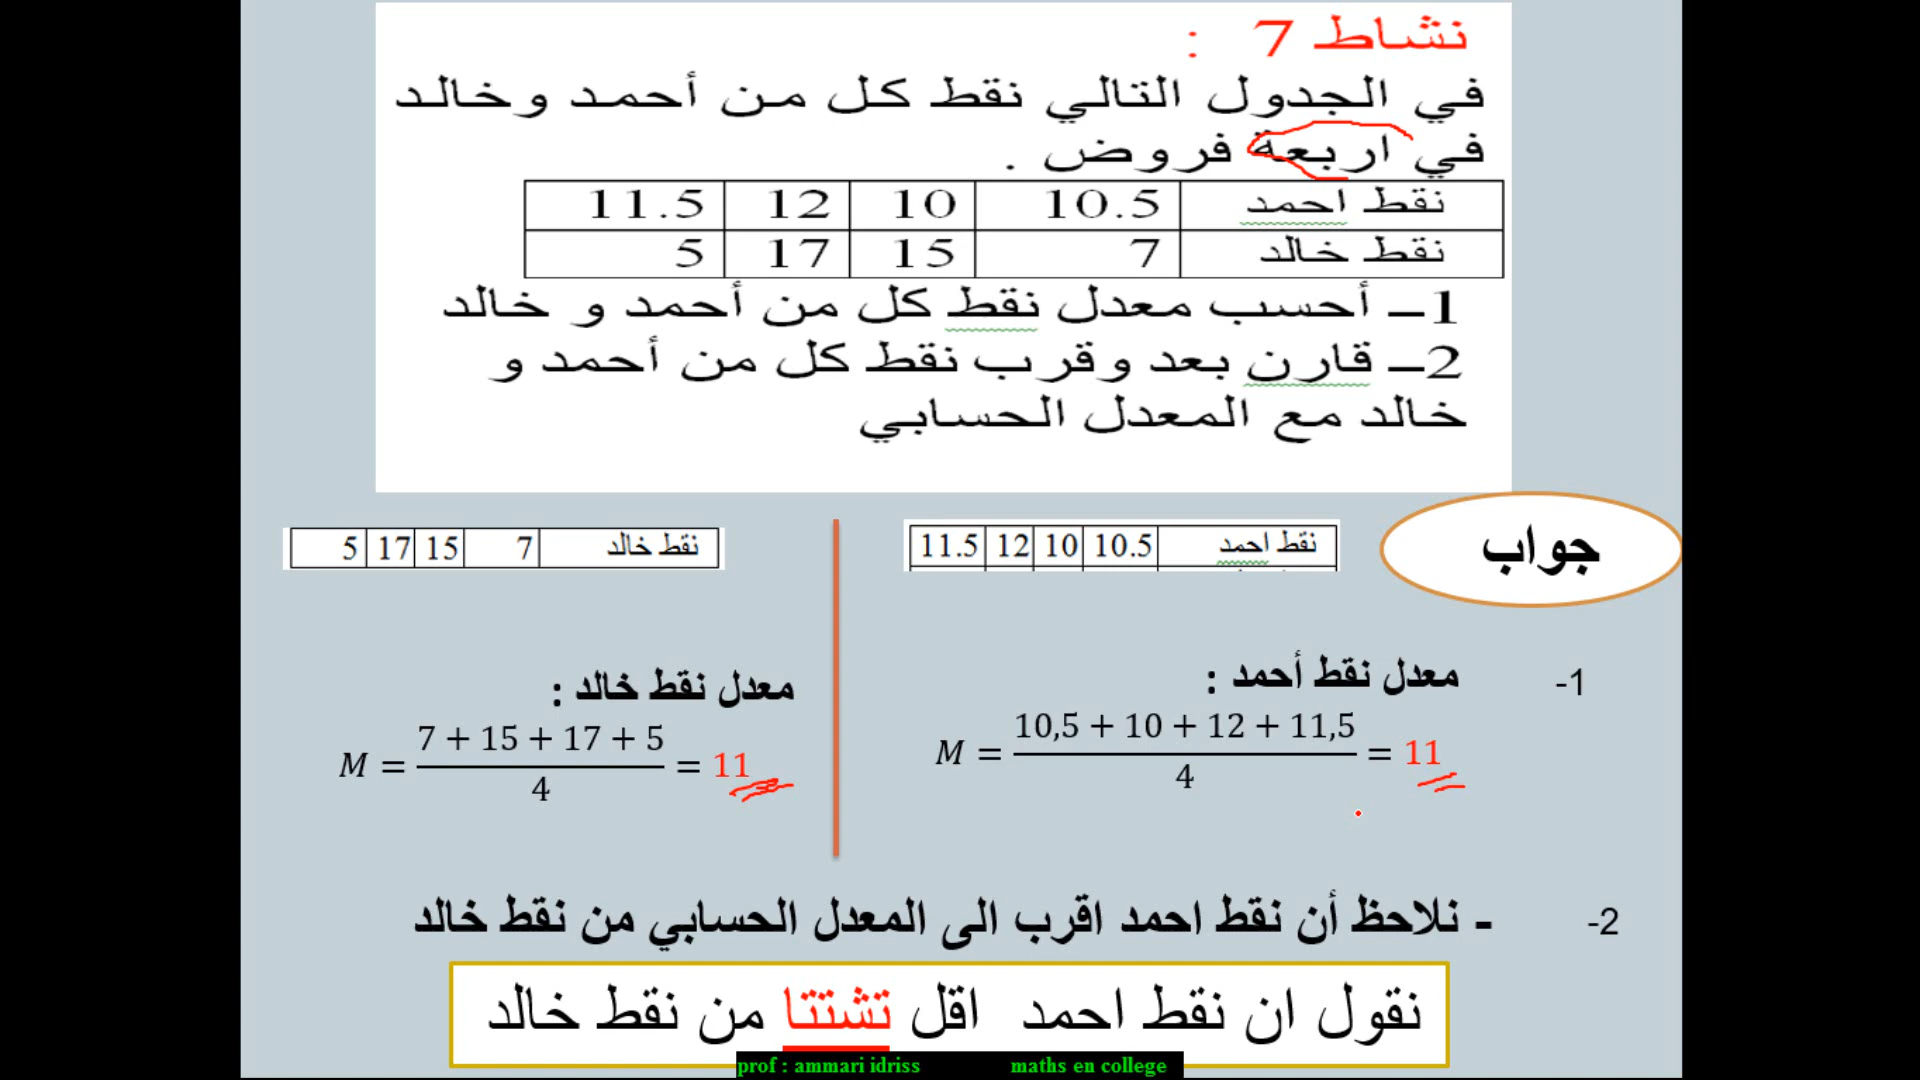 نشاط 7 :
في الجدول التالي نقط كل من أحمد وخالد
في اربعة فروض .
نقط احمد 10.5 10 12 11.5
نقط خالد 7 15 17 5
1– أحسب معدل نقط كل من أحمد و خالد
2– قارن بعد وقرب نقط كل من أحمد و
خالد مع المعدل الحسابي
جواب
نقط احمد 10.5 10 12 11.5
نقط خالد 7 15 17 5
1-
معدل نقط أحمد :
M = (10,5 + 10 + 12 + 11,5)/4 = 11
معدل نقط خالد :
M = (7 + 15 + 17 + 5)/4 = 11
2-
- نلاحظ أن نقط احمد اقرب الى المعدل الحسابي من نقط خالد
نقول ان نقط احمد اقل تشتتا من نقط خالد
prof : ammari idriss maths en college